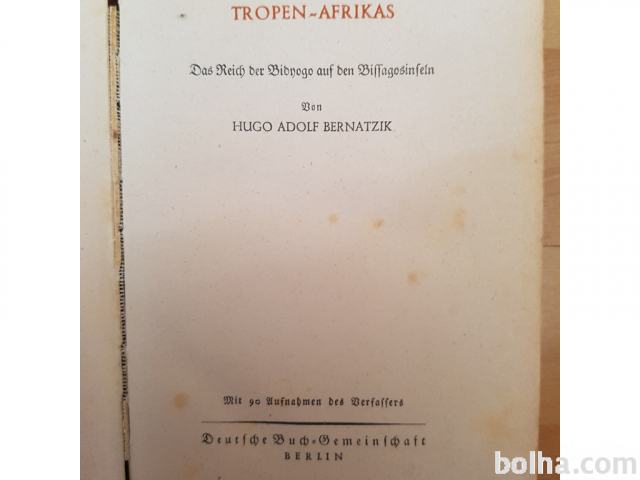 TROPEN-AFRIKAS
Das Reich der Bidyogo auf den Bissagosinseln
Von
HUGO ADOLF BERNATZIK
Mit 90 Aufnahmen des Verfassers
Deutsche Buch-Gemeinschaft
BERLIN
bolha.com